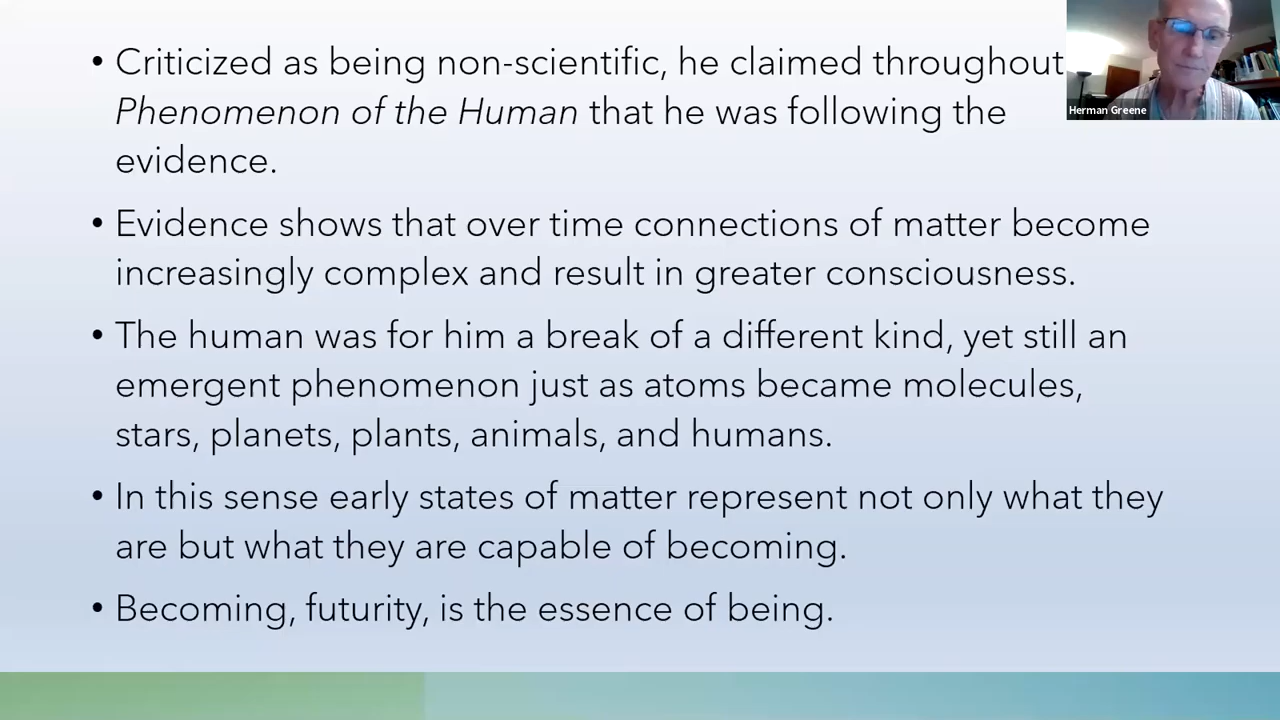 • Criticized as being non-scientific, he claimed throughout
Phenomenon of the Human that he was following the
evidence.
• Evidence shows that over time connections of matter become
increasingly complex and result in greater consciousness.
• The human was for him a break of a different kind, yet still an
emergent phenomenon just as atoms became molecules,
stars, planets, plants, animals, and humans.
• In this sense early states of matter represent not only what they
are but what they are capable of becoming.
• Becoming, futurity, is the essence of being.
Herman Greene